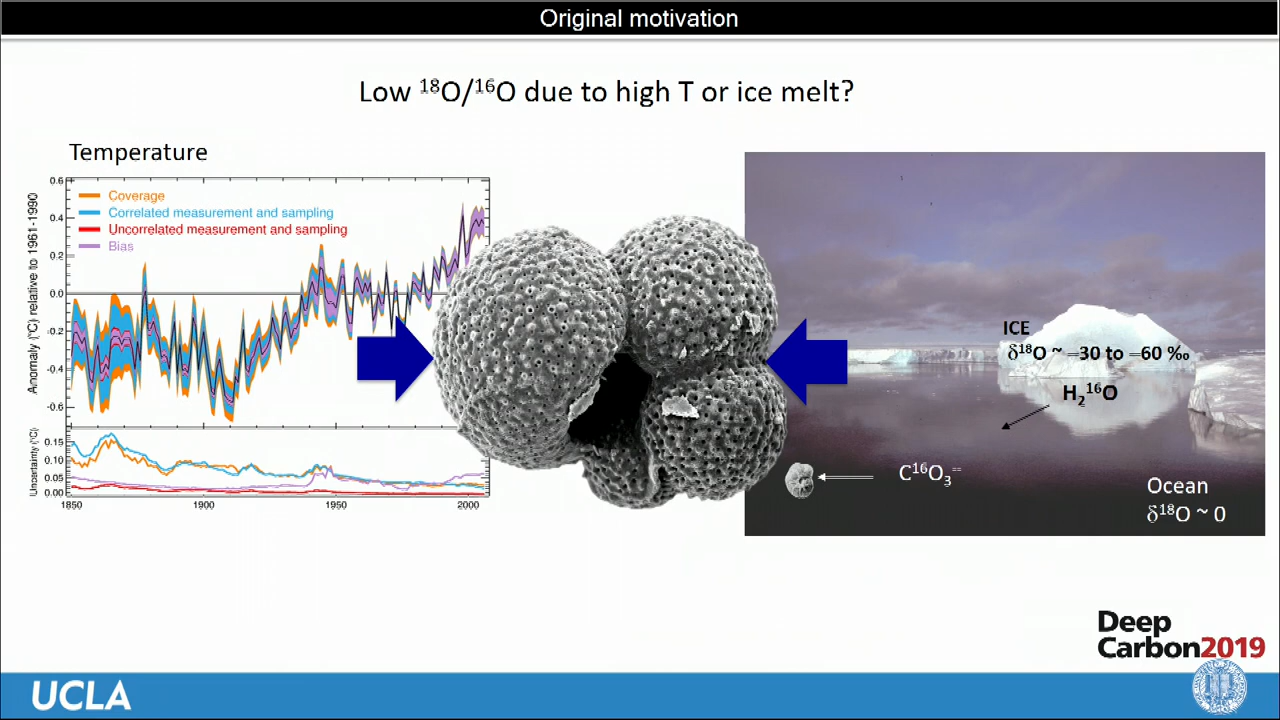 Original motivation
Low ¹⁸O/¹⁶O due to high T or ice melt?
Temperature
Anomaly (°C) relative to 1961-1990
0.6
0.4
0.2
0.0
-0.2
-0.4
-0.6
Coverage
Correlated measurement and sampling
Uncorrelated measurement and sampling
Bias
Uncertainty (°C)
0.15
0.10
0.05
0.00
1850
1900
1950
2000
ICE
δ¹⁸O ~ –30 to –60 ‰
H₂¹⁶O
C¹⁶O₃⁼
Ocean
δ¹⁸O ~ 0
Deep
Carbon2019
UCLA